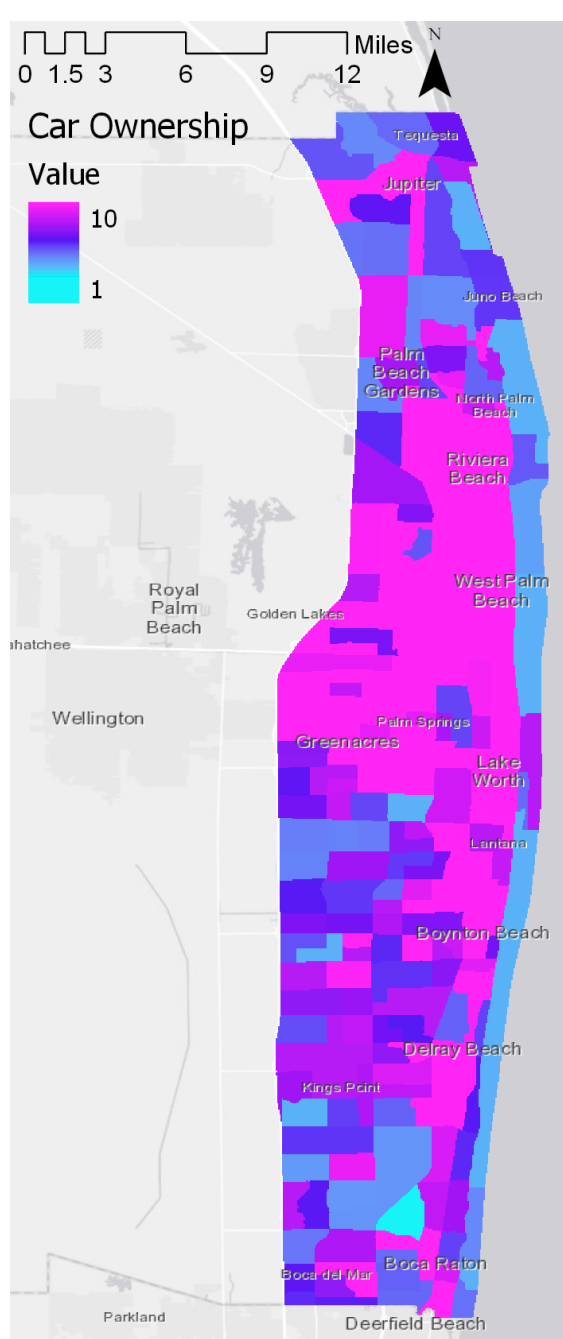 N
Miles
0 1.5 3 6 9 12
Car Ownership
Value
10
1
Tequesta
Jupiter
Juno Beach
Palm
Beach
Gardens
North Palm
Beach
Riviera
Beach
West Palm
Beach
Royal
Palm
Beach
Golden Lakes
ahatchee
Wellington
Palm Springs
Greenacres
Lake
Worth
Lantana
Boynton Beach
Delray Beach
Kings Point
Boca Raton
Boca del Mar
Parkland
Deerfield Beach